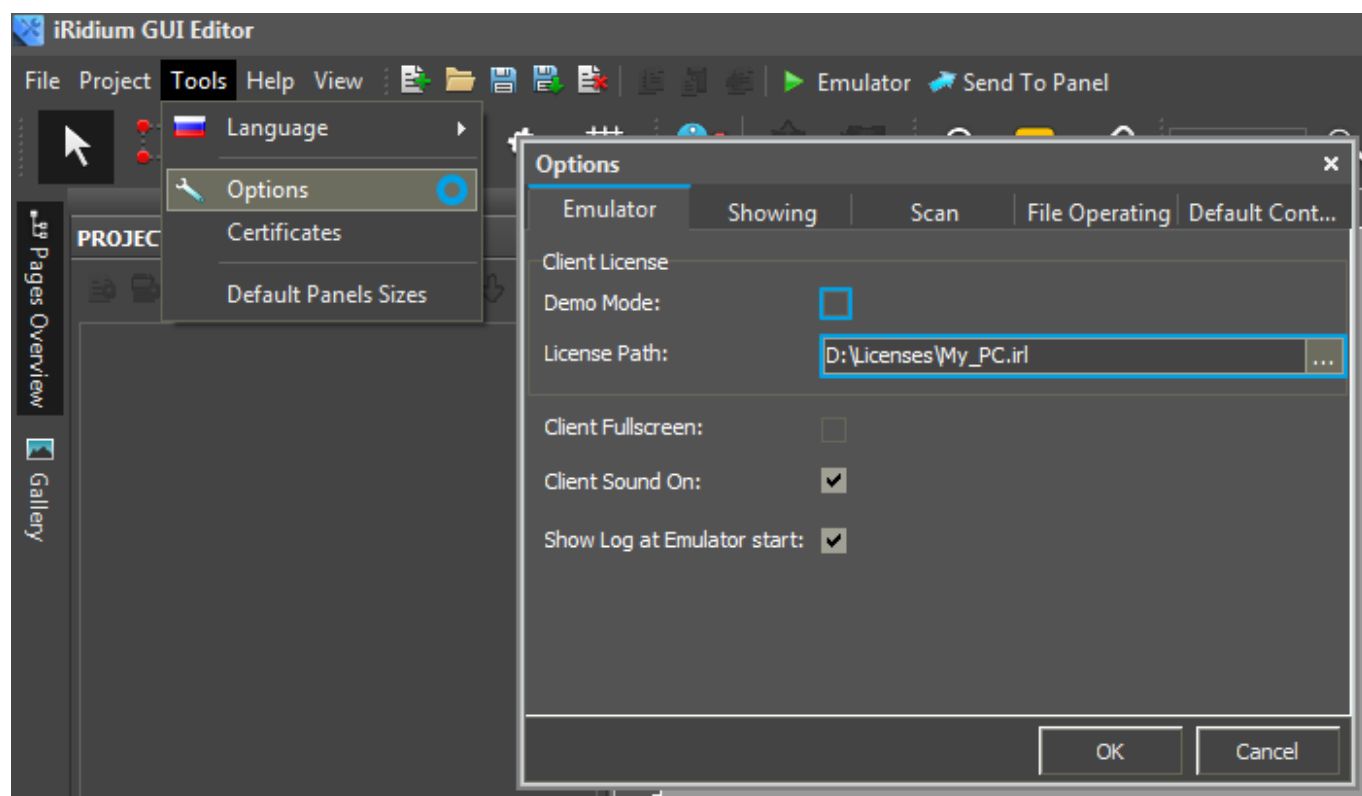 iRidium GUI Editor
File Project Tools Help View Emulator Send To Panel
Language
Options
Certificates
Default Panels Sizes
PROJEC
Pages Overview
Gallery
Options
Emulator Showing Scan File Operating Default Cont...
Client License
Demo Mode:
License Path: D:\Licenses\My_PC.irl ...
Client Fullscreen:
Client Sound On:
Show Log at Emulator start:
OK Cancel